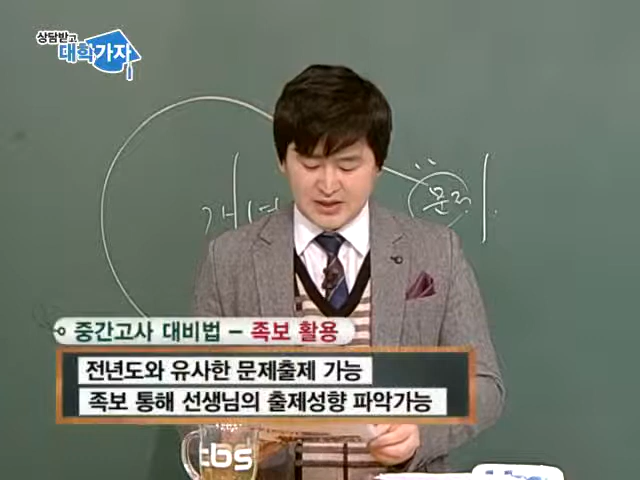 상담받고
대학가자
개념
문제
중간고사 대비법 - 족보 활용
전년도와 유사한 문제출제 가능
족보 통해 선생님의 출제성향 파악가능
tbs